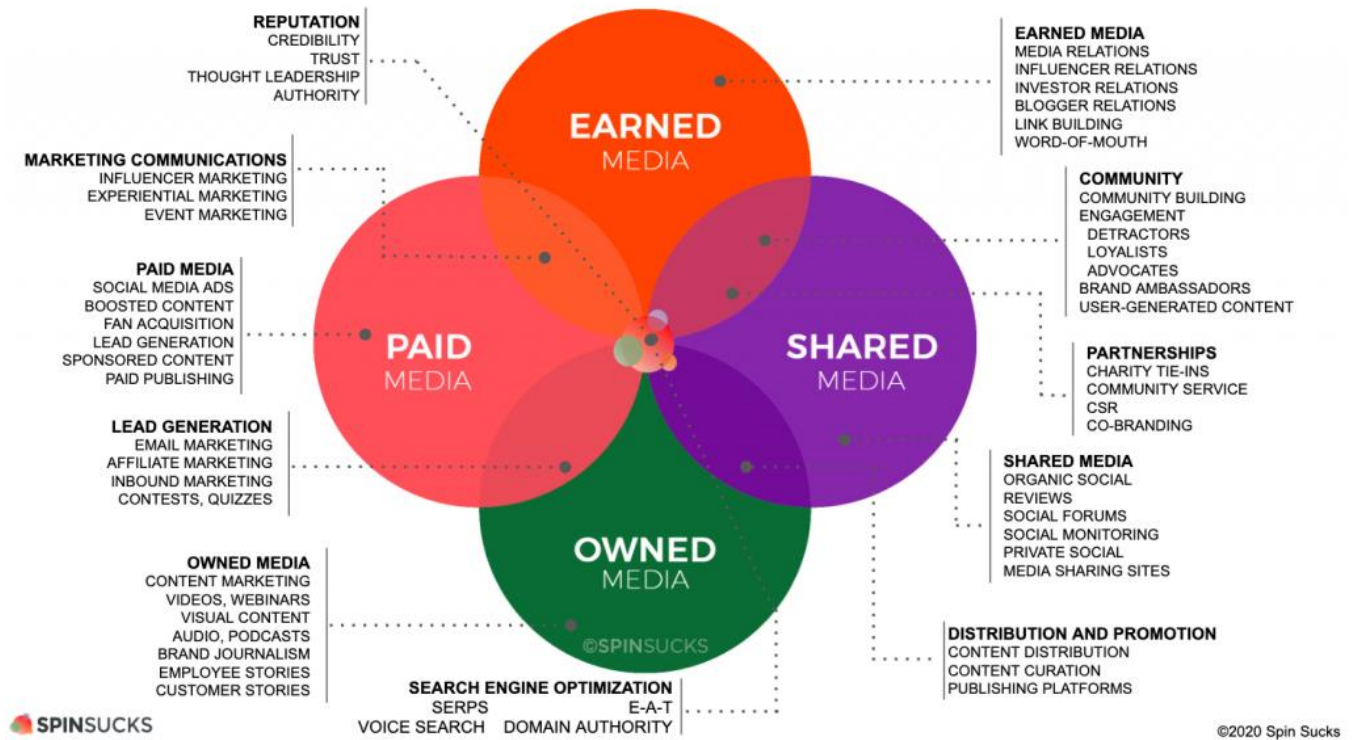 REPUTATION
CREDIBILITY
TRUST
THOUGHT LEADERSHIP
AUTHORITY
MARKETING COMMUNICATIONS
INFLUENCER MARKETING
EXPERIENTIAL MARKETING
EVENT MARKETING
PAID MEDIA
SOCIAL MEDIA ADS
BOOSTED CONTENT
FAN ACQUISITION
LEAD GENERATION
SPONSORED CONTENT
PAID PUBLISHING
LEAD GENERATION
EMAIL MARKETING
AFFILIATE MARKETING
INBOUND MARKETING
CONTESTS, QUIZZES
OWNED MEDIA
CONTENT MARKETING
VIDEOS, WEBINARS
VISUAL CONTENT
AUDIO, PODCASTS
BRAND JOURNALISM
EMPLOYEE STORIES
CUSTOMER STORIES
EARNED
MEDIA
PAID
MEDIA
SHARED
MEDIA
OWNED
MEDIA
©SPINSUCKS
SEARCH ENGINE OPTIMIZATION
SERPS E-A-T
VOICE SEARCH DOMAIN AUTHORITY
EARNED MEDIA
MEDIA RELATIONS
INFLUENCER RELATIONS
INVESTOR RELATIONS
BLOGGER RELATIONS
LINK BUILDING
WORD-OF-MOUTH
COMMUNITY
COMMUNITY BUILDING
ENGAGEMENT
DETRACTORS
LOYALISTS
ADVOCATES
BRAND AMBASSADORS
USER-GENERATED CONTENT
PARTNERSHIPS
CHARITY TIE-INS
COMMUNITY SERVICE
CSR
CO-BRANDING
SHARED MEDIA
ORGANIC SOCIAL
REVIEWS
SOCIAL FORUMS
SOCIAL MONITORING
PRIVATE SOCIAL
MEDIA SHARING SITES
DISTRIBUTION AND PROMOTION
CONTENT DISTRIBUTION
CONTENT CURATION
PUBLISHING PLATFORMS
SPINSUCKS
©2020 Spin Sucks